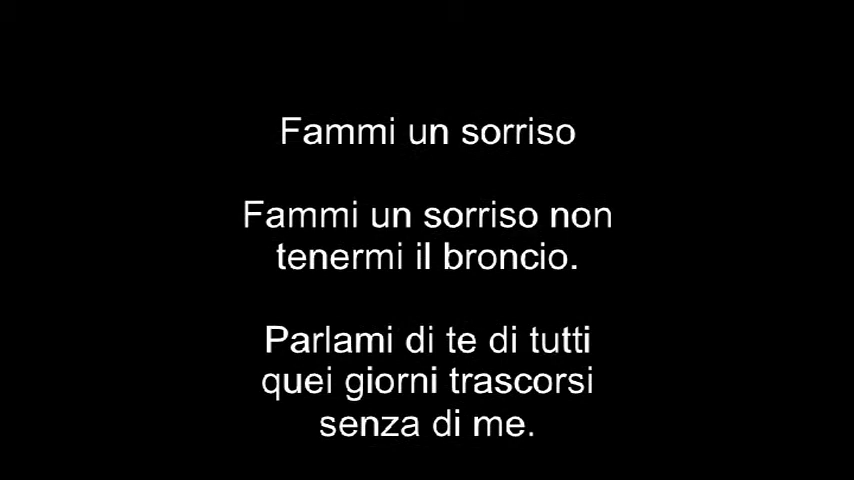 Fammi un sorriso
Fammi un sorriso non
tenermi il broncio.
Parlami di te di tutti
quei giorni trascorsi
senza di me.